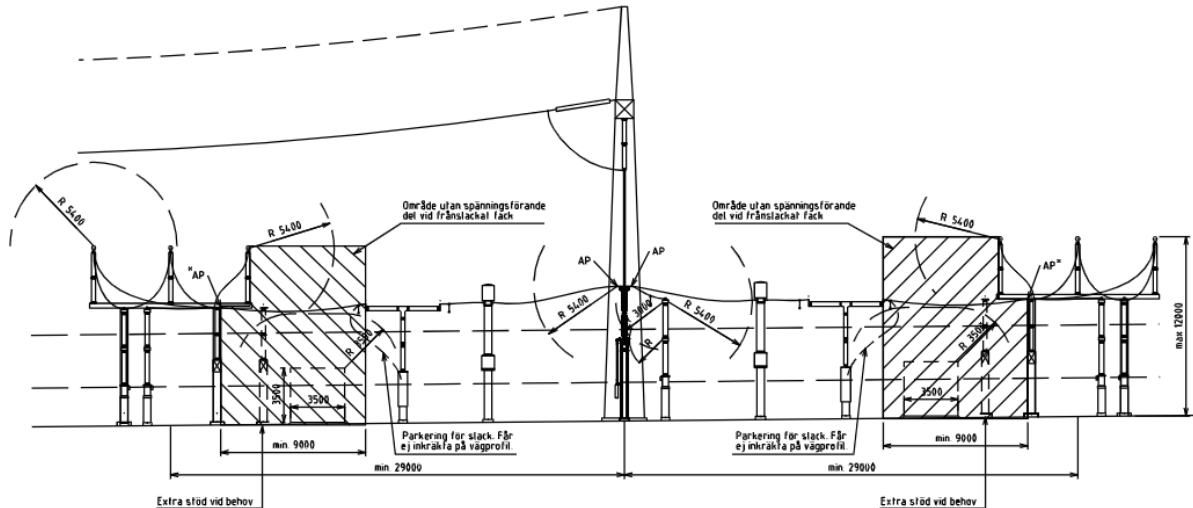 R 5400
R 5400
Område utan spänningsförande
del vid frånslackat fack
Område utan spänningsförande
del vid frånslackat fack
R 5400
*AP
AP
AP
AP*
R 5400
R 3000
R 5409
R 3500
R 3500
max 12000
3500
3500
3500
min. 9000
Parkering för slack. Får
ej inkräkta på vägprofil.
Parkering för slack. Får
ej inkräkta på vägprofil.
min. 9000
min. 29000
min. 29000
Extra stöd vid behov
Extra stöd vid behov